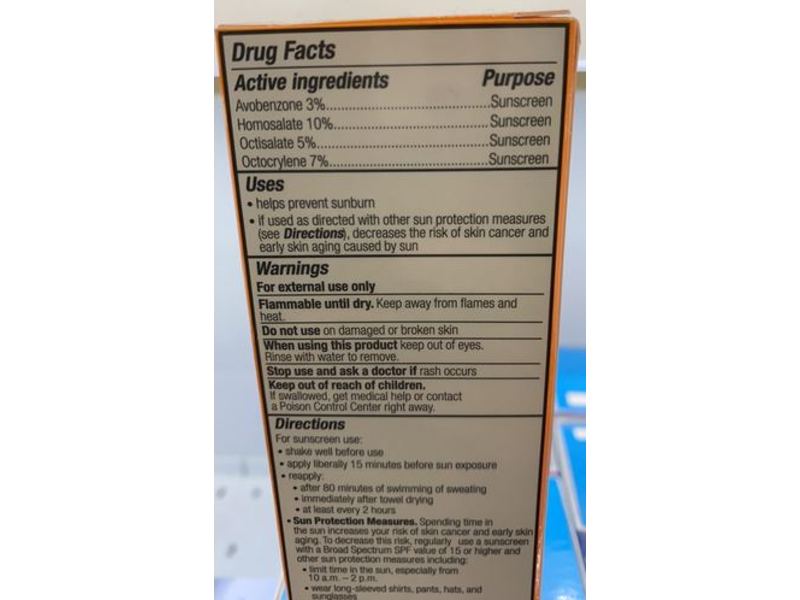 Drug Facts
Active ingredients Purpose
Avobenzone 3%..............................Sunscreen
Homosalate 10%............................Sunscreen
Octisalate 5%................................Sunscreen
Octocrylene 7%.............................Sunscreen
Uses
• helps prevent sunburn
• if used as directed with other sun protection measures
(see Directions), decreases the risk of skin cancer and
early skin aging caused by sun
Warnings
For external use only
Flammable until dry. Keep away from flames and
heat.
Do not use on damaged or broken skin
When using this product keep out of eyes.
Rinse with water to remove.
Stop use and ask a doctor if rash occurs
Keep out of reach of children.
If swallowed, get medical help or contact
a Poison Control Center right away.
Directions
For sunscreen use:
• shake well before use
• apply liberally 15 minutes before sun exposure
• reapply:
• after 80 minutes of swimming of sweating
• immediately after towel drying
• at least every 2 hours
• Sun Protection Measures. Spending time in
the sun increases your risk of skin cancer and early skin
aging. To decrease this risk, regularly use a sunscreen
with a Broad Spectrum SPF value of 15 or higher and
other sun protection measures including:
• limit time in the sun, especially from
10 a.m. – 2 p.m.
• wear long-sleeved shirts, pants, hats, and
sunglasses